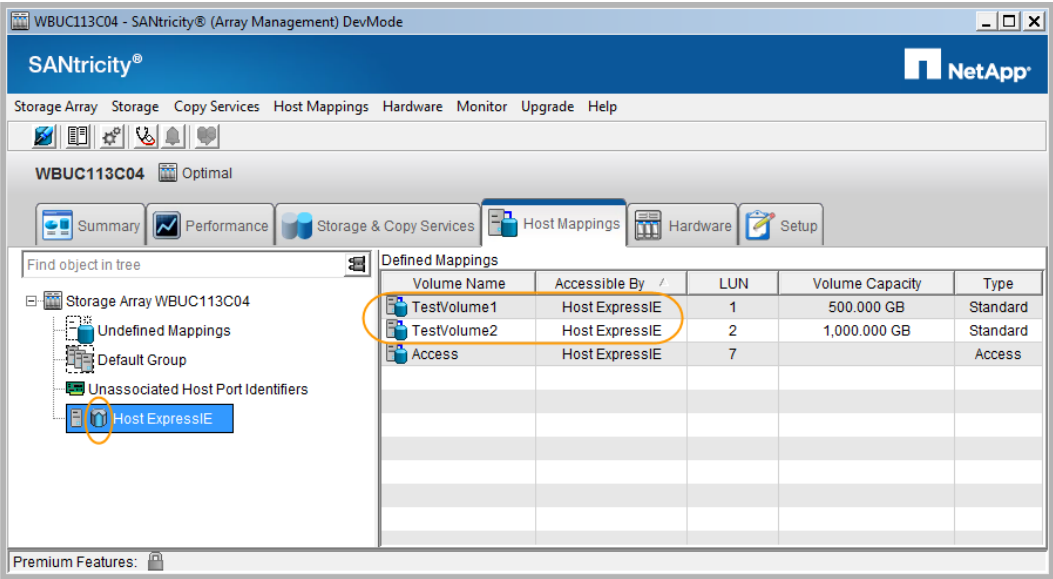 WBUC113C04 - SANtricity® (Array Management) DevMode
SANtricity®
NetApp®
Storage Array Storage Copy Services Host Mappings Hardware Monitor Upgrade Help
WBUC113C04 Optimal
Summary Performance Storage & Copy Services Host Mappings Hardware Setup
Find object in tree
Storage Array WBUC113C04
Undefined Mappings
Default Group
Unassociated Host Port Identifiers
Host ExpressIE
Defined Mappings
Volume Name Accessible By LUN Volume Capacity Type
TestVolume1 Host ExpressIE 1 500.000 GB Standard
TestVolume2 Host ExpressIE 2 1,000.000 GB Standard
Access Host ExpressIE 7 Access
Premium Features: